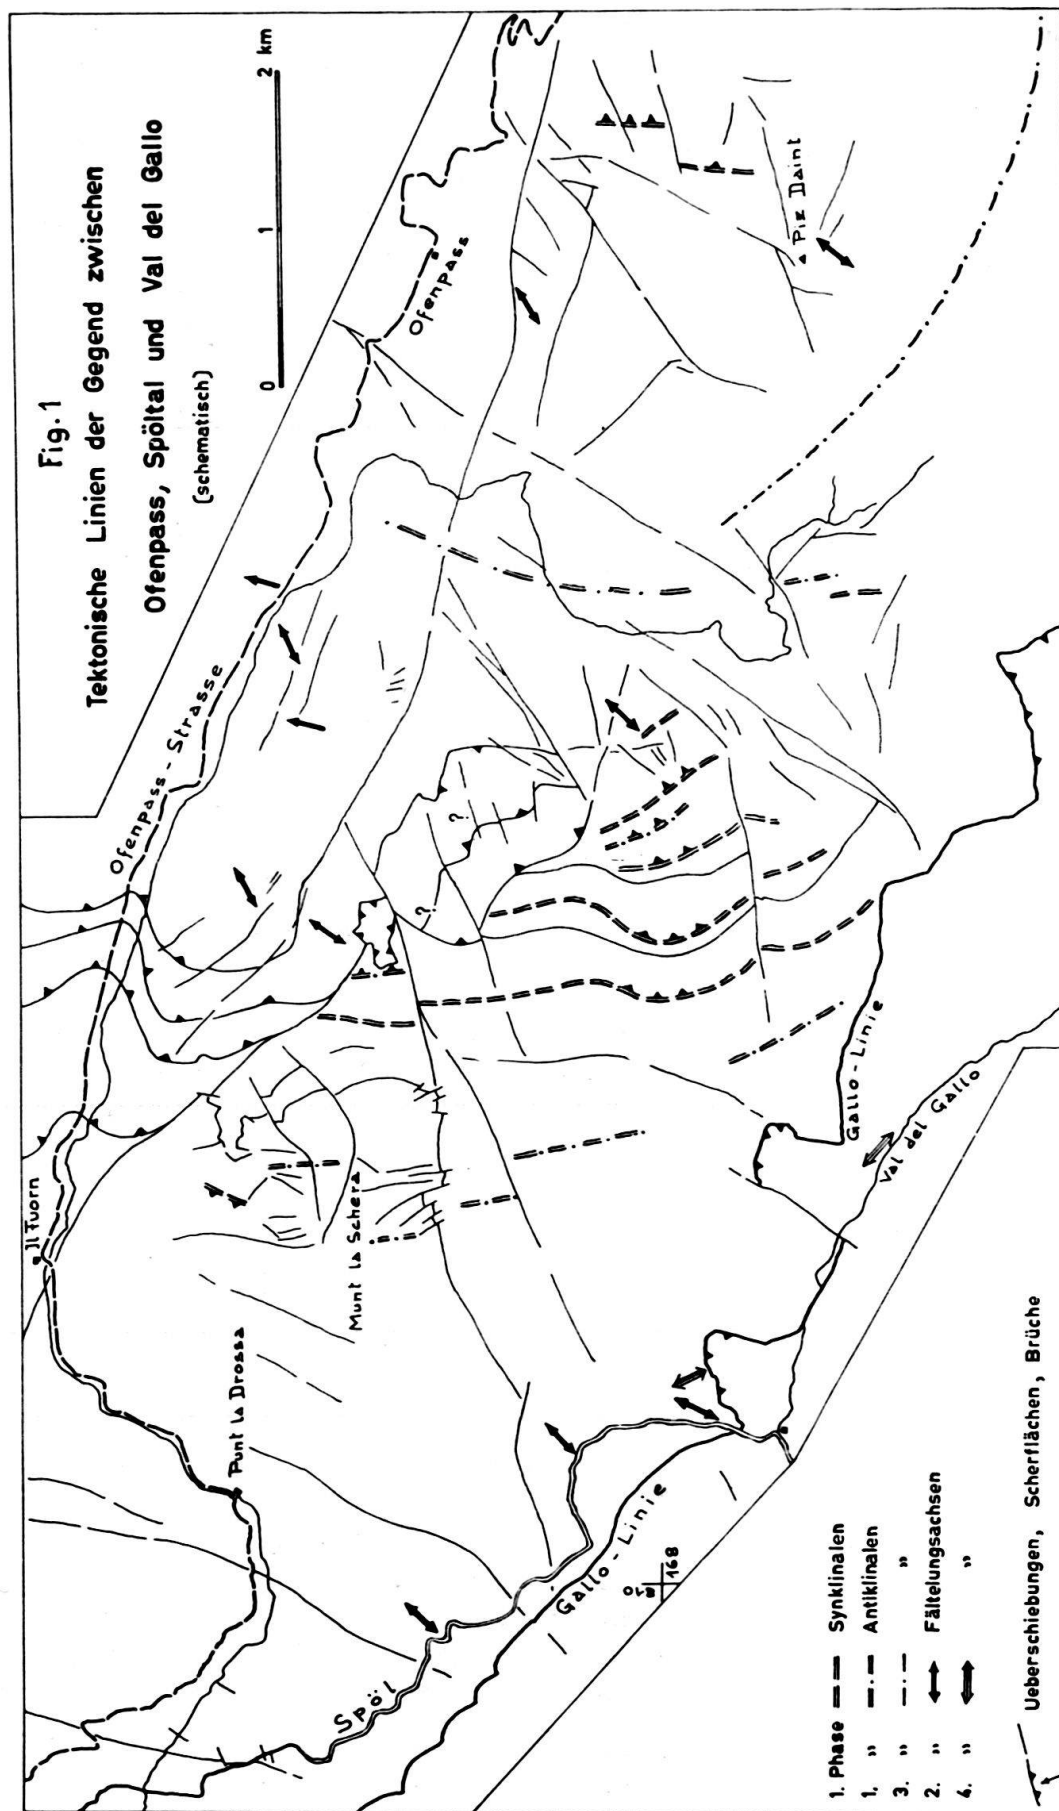 Fig. 1
Tektonische Linien der Gegend zwischen
Ofenpass, Spöltal und Val del Gallo
(schematisch)
0 1 2 km
Ofenpass-Strasse
Ofenpass
Piz Daint
Il Fuorn
Munt la Schera
Punt la Drossa
?
?
Gallo-Linie
Val del Gallo
Spöl
Gallo-Linie
168
1. Phase Synklinalen
1. " Antiklinalen
3. " "
2. " Fältelungsachsen
4. " "
Ueberschiebungen, Scherflächen, Brüche